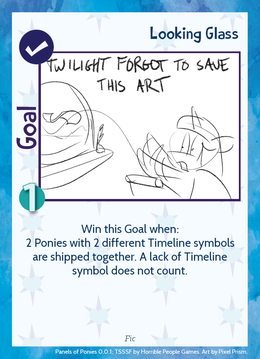 Looking Glass
TWILIGHT FORGOT TO SAVE
THIS ART
Goal
1
Win this Goal when:
2 Ponies with 2 different Timeline symbols
are shipped together. A lack of Timeline
symbol does not count.
Fic
Panels of Ponies 0.0.1; TSSSF by Horrible People Games. Art by Pixel Prism.